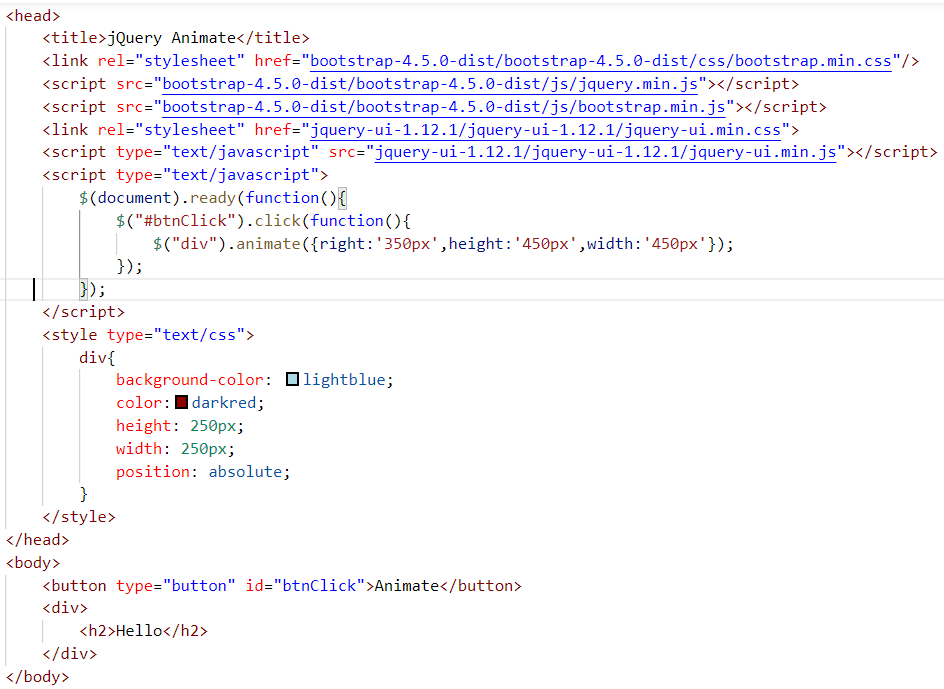 <head>
<title>jQuery Animate</title>
<link rel="stylesheet" href="bootstrap-4.5.0-dist/bootstrap-4.5.0-dist/css/bootstrap.min.css"/>
<script src="bootstrap-4.5.0-dist/bootstrap-4.5.0-dist/js/jquery.min.js"></script>
<script src="bootstrap-4.5.0-dist/bootstrap-4.5.0-dist/js/bootstrap.min.js"></script>
<link rel="stylesheet" href="jquery-ui-1.12.1/jquery-ui-1.12.1/jquery-ui.min.css">
<script type="text/javascript" src="jquery-ui-1.12.1/jquery-ui-1.12.1/jquery-ui.min.js"></script>
<script type="text/javascript">
$(document).ready(function(){
$("#btnClick").click(function(){
$("div").animate({right:'350px',height:'450px',width:'450px'});
});
});
</script>
<style type="text/css">
div{
background-color: lightblue;
color:darkred;
height: 250px;
width: 250px;
position: absolute;
}
</style>
</head>
<body>
<button type="button" id="btnClick">Animate</button>
<div>
<h2>Hello</h2>
</div>
</body>